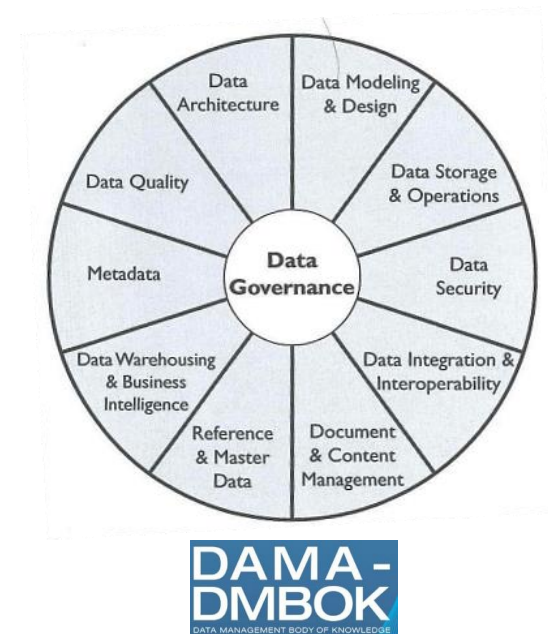 Data
Architecture
Data Modeling
& Design
Data Storage
& Operations
Data
Security
Data Integration &
Interoperability
Document
& Content
Management
Reference
& Master
Data
Data Warehousing
& Business
Intelligence
Metadata
Data Quality
Data
Governance
DAMA -
DMBOK
DATA MANAGEMENT BODY OF KNOWLEDGE